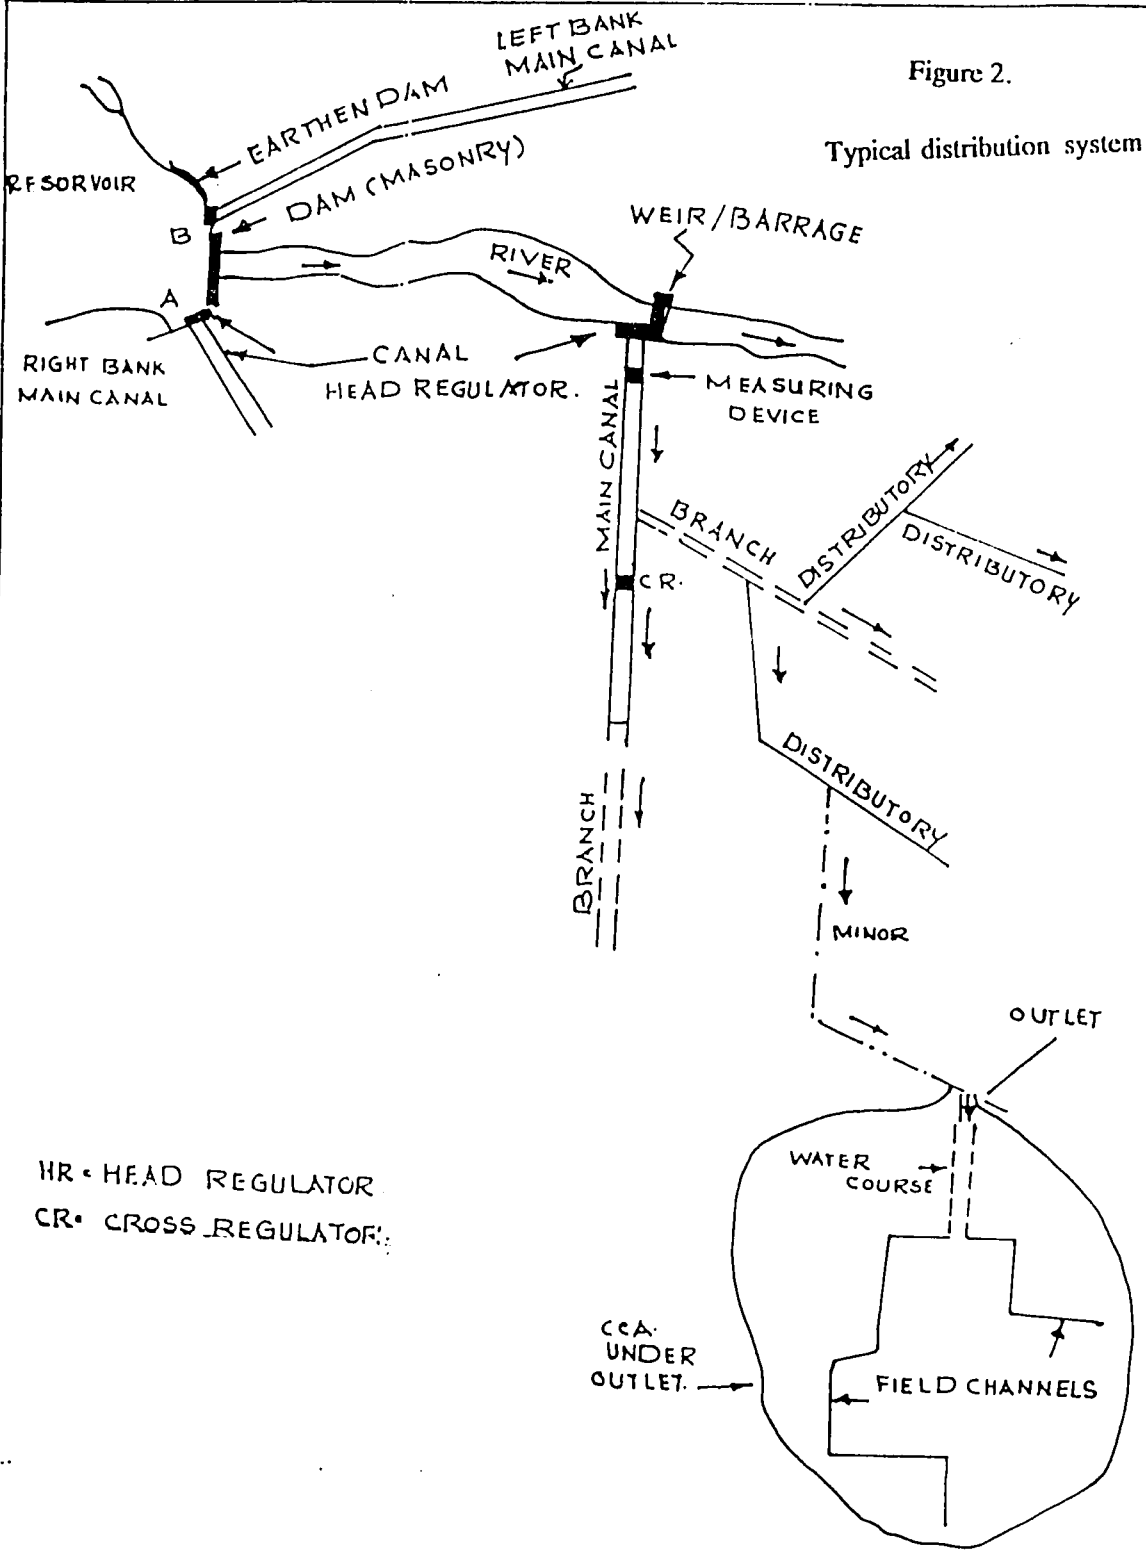 LEFT BANK
MAIN CANAL
Figure 2.
Typical distribution system
EARTHEN DAM
DAM (MASONRY)
RESORVOIR
B
A
WEIR/BARRAGE
RIVER
RIGHT BANK
MAIN CANAL
CANAL
HEAD REGULATOR.
MEASURING
DEVICE
MAIN CANAL
BRANCH
DISTRIBUTORY
DISTRIBUTORY
CR.
DISTRIBUTORY
BRANCH
MINOR
OUTLET
WATER
COURSE
HR. HEAD REGULATOR
CR. CROSS REGULATOR.
CCA.
UNDER
OUTLET.
FIELD CHANNELS